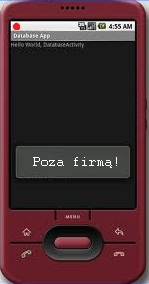 4:55 AM
Database App
Hello World, DatabaseActivity
Poza firmą!
MENU